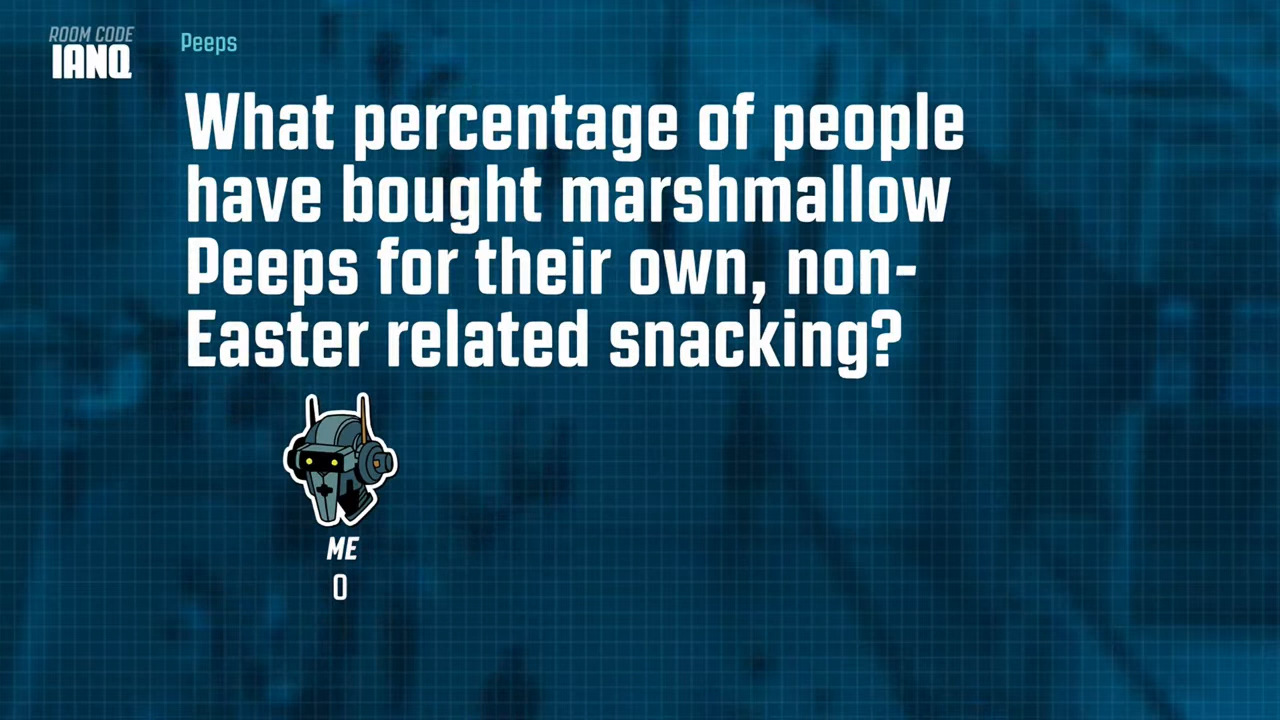 ROOM CODE
IANQ
Peeps
What percentage of people
have bought marshmallow
Peeps for their own, non-
Easter related snacking?
ME
0